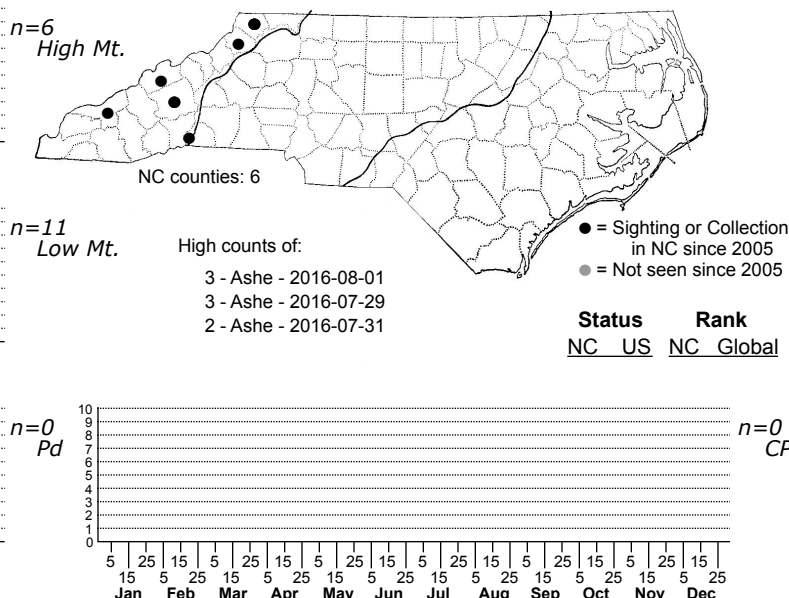 n=6
High Mt.
NC counties: 6
n=11
Low Mt.
High counts of:
3 - Ashe - 2016-08-01
3 - Ashe - 2016-07-29
2 - Ashe - 2016-07-31
= Sighting or Collection
in NC since 2005
= Not seen since 2005
Status Rank
NC US NC Global
n=0
Pd
10
9
8
7
6
5
4
3
2
1
0
n=0
CP
5 25 15 5 25 15 5 25 15 5 25 15 5 25 15 5 25 15
15 5 25 15 5 25 15 5 25 15 5 25 15 5 25 15 5 25
Jan Feb Mar Apr May Jun Jul Aug Sep Oct Nov Dec